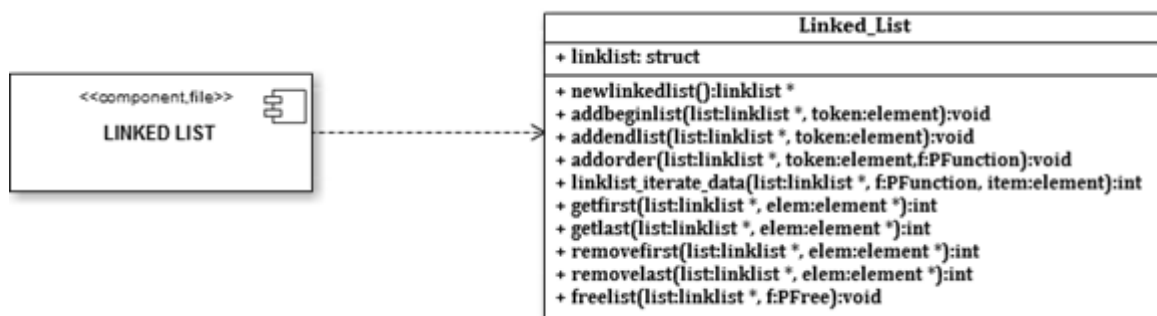 <<component,file>>
LINKED LIST
Linked_List
+ linklist: struct
+ newlinkedlist():linklist *
+ addbeginlist(list:linklist *, token:element):void
+ addendlist(list:linklist *, token:element):void
+ addorder(list:linklist *, token:element,f:PFunction):void
+ linklist_iterate_data(list:linklist *, f:PFunction, item:element):int
+ getfirst(list:linklist *, elem:element *):int
+ getlast(list:linklist *, elem:element *):int
+ removefirst(list:linklist *, elem:element *):int
+ removelast(list:linklist *, elem:element *):int
+ freelist(list:linklist *, f:PFree):void